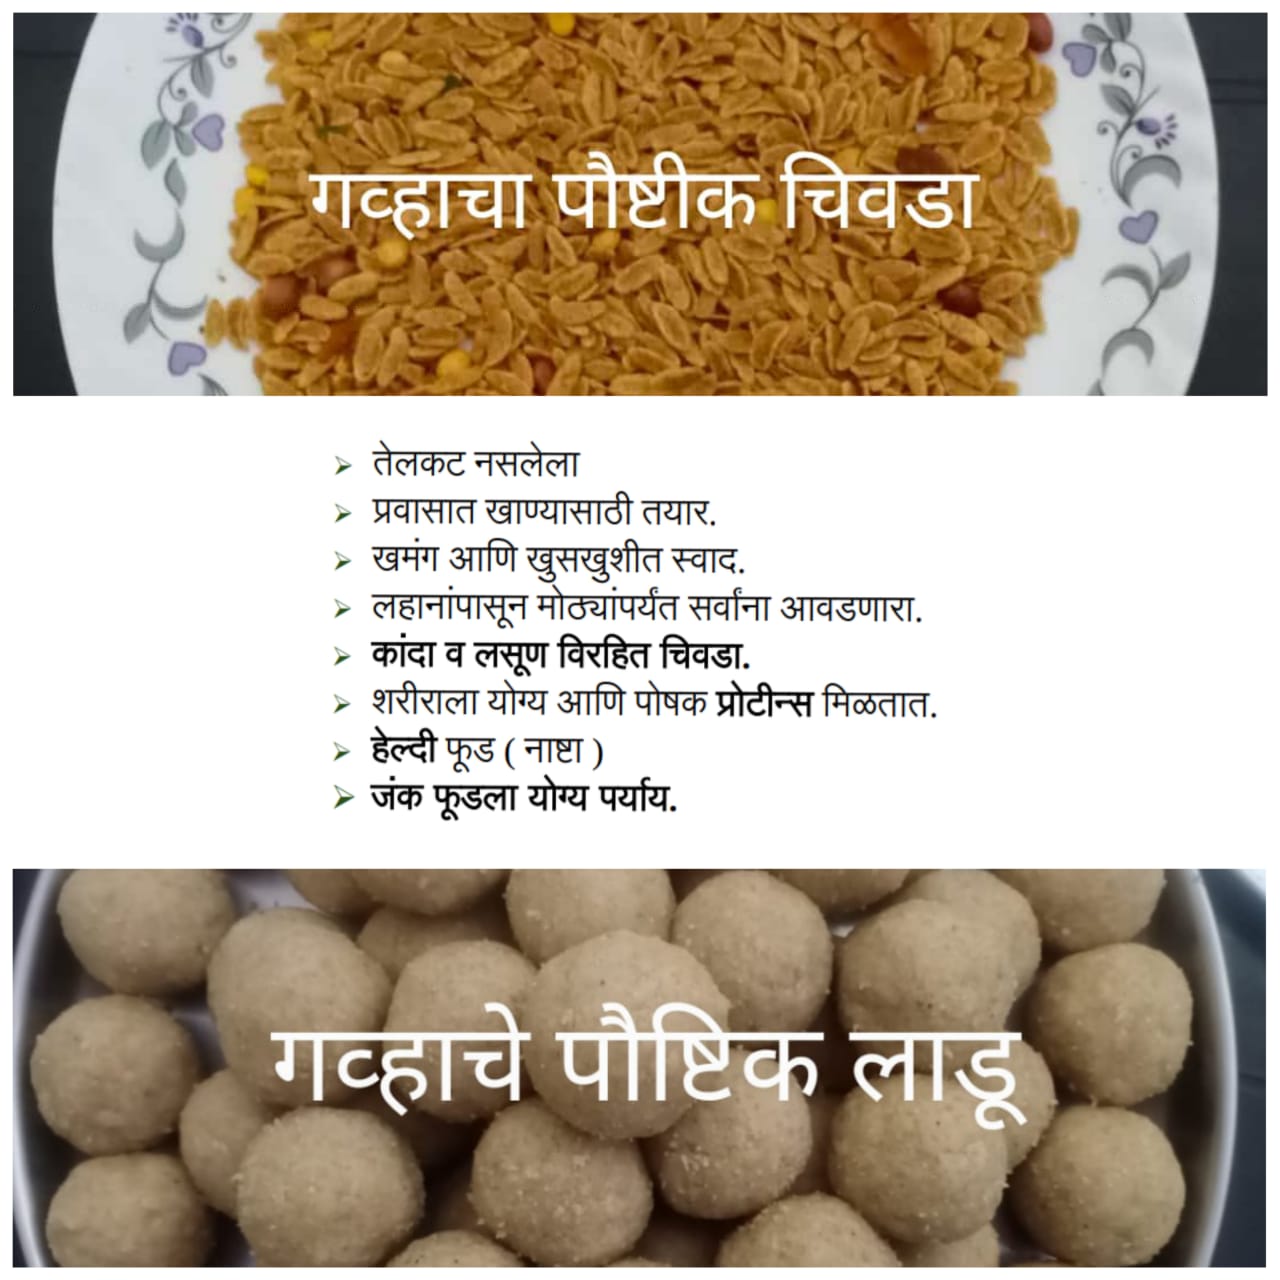 गव्हाचा पौष्टीक चिवडा
तेलकट नसलेला
प्रवासात खाण्यासाठी तयार.
खमंग आणि खुसखुशीत स्वाद.
लहानांपासून मोठ्यांपर्यंत सर्वांना आवडणारा.
कांदा व लसूण विरहित चिवडा.
शरीराला योग्य आणि पोषक प्रोटीन्स मिळतात.
हेल्दी फूड ( नाष्टा )
जंक फूडला योग्य पर्याय.
गव्हाचे पौष्टिक लाडू